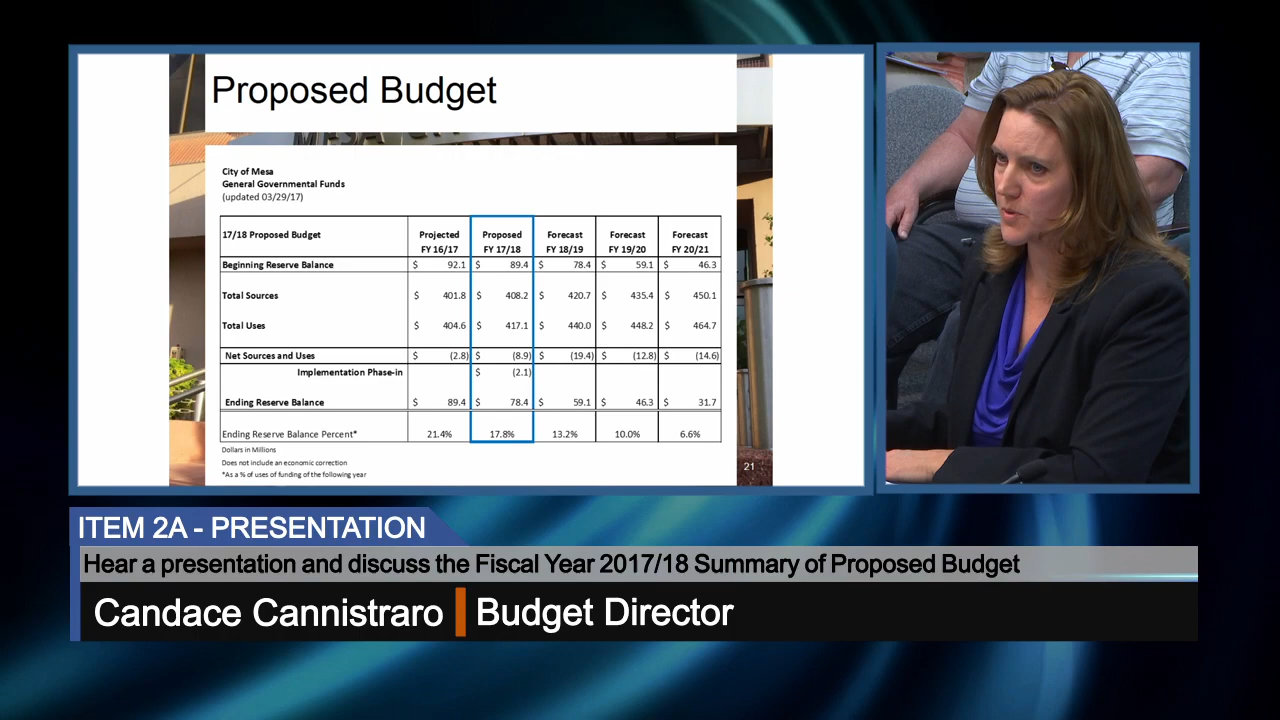 Proposed Budget
City of Mesa
General Governmental Funds
(updated 03/29/17)
17/18 Proposed Budget Projected FY 16/17 Proposed FY 17/18 Forecast FY 18/19 Forecast FY 19/20 Forecast FY 20/21
Beginning Reserve Balance $ 92.1 $ 89.4 $ 78.4 $ 59.1 $ 46.3
Total Sources $ 401.8 $ 408.2 $ 420.7 $ 435.4 $ 450.1
Total Uses $ 404.6 $ 417.1 $ 440.0 $ 448.2 $ 464.7
Net Sources and Uses $ (2.8) $ (8.9) $ (19.4) $ (12.8) $ (14.6)
Implementation Phase-in $ (2.1)
Ending Reserve Balance $ 89.4 $ 78.4 $ 59.1 $ 46.3 $ 31.7
Ending Reserve Balance Percent* 21.4% 17.8% 13.2% 10.0% 6.6%
Dollars in Millions
Does not include an economic correction
*As a % of uses of funding of the following year
21
ITEM 2A - PRESENTATION
Hear a presentation and discuss the Fiscal Year 2017/18 Summary of Proposed Budget
Candace Cannistraro Budget Director